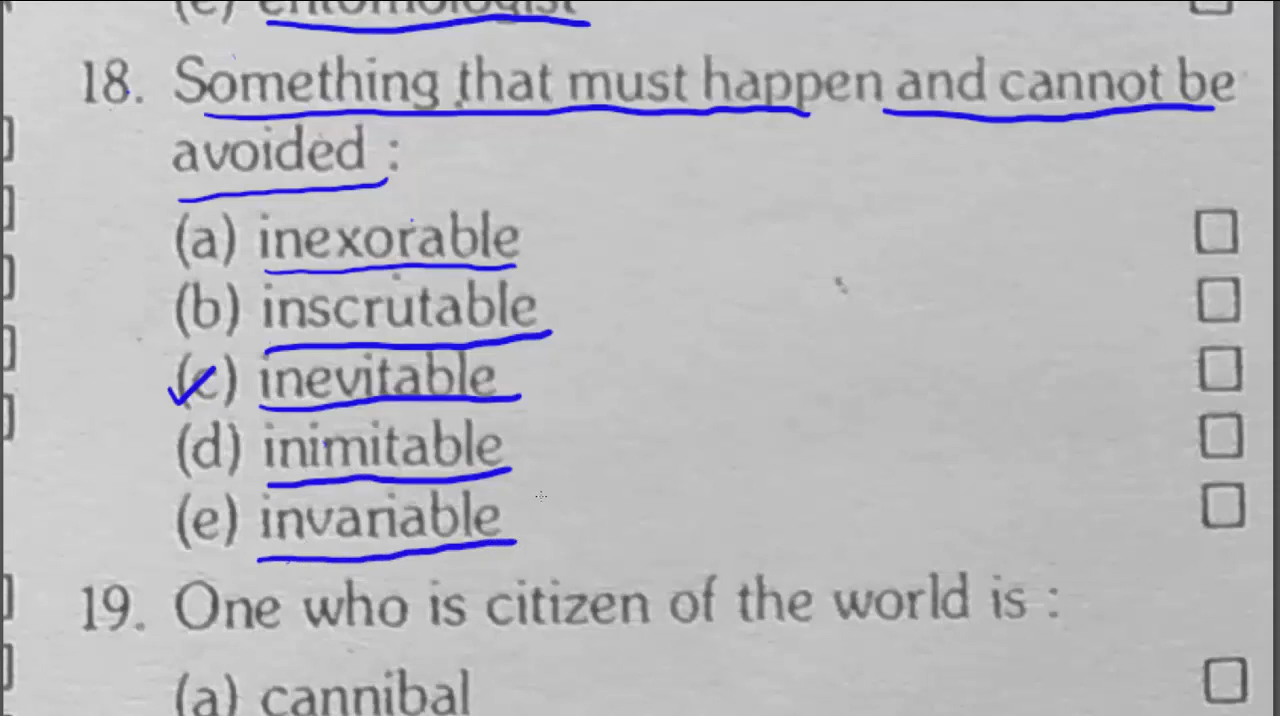 (e) entomologist
18. Something that must happen and cannot be
avoided :
(a) inexorable
(b) inscrutable
(c) inevitable
(d) inimitable
(e) invariable
19. One who is citizen of the world is :
(a) cannibal